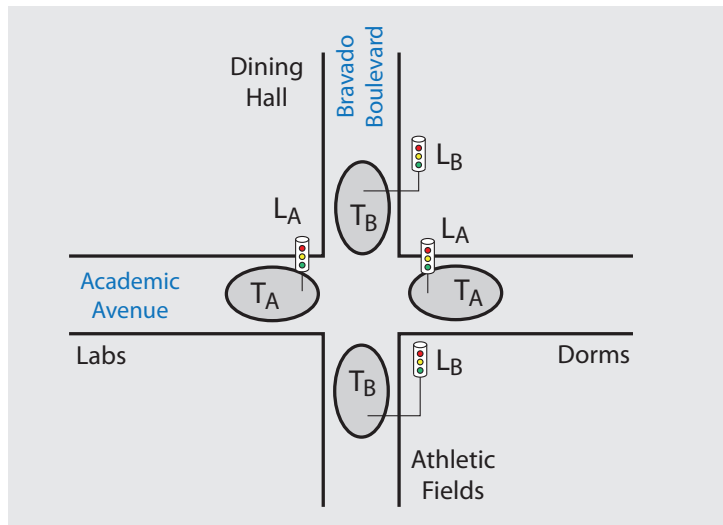 Dining
Hall
Bravado
Boulevard
LB
TB
LA
LA
Academic
Avenue
TA
TA
Labs
Dorms
TB
LB
Athletic
Fields